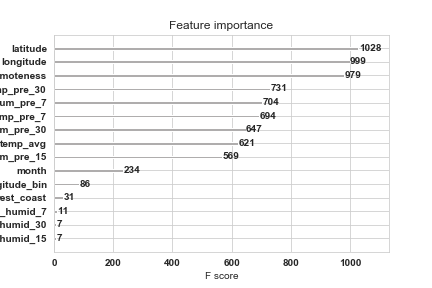 Feature importance
latitude 1028
longitude 999
moteness 979
np_pre_30 731
um_pre_7 704
mp_pre_7 694
m_pre_30 647
temp_avg 621
m_pre_15 569
month 234
gitude_bin 86
est_coast 31
_humid_7 11
humid_30 7
humid_15 7
0 200 400 600 800 1000
F score